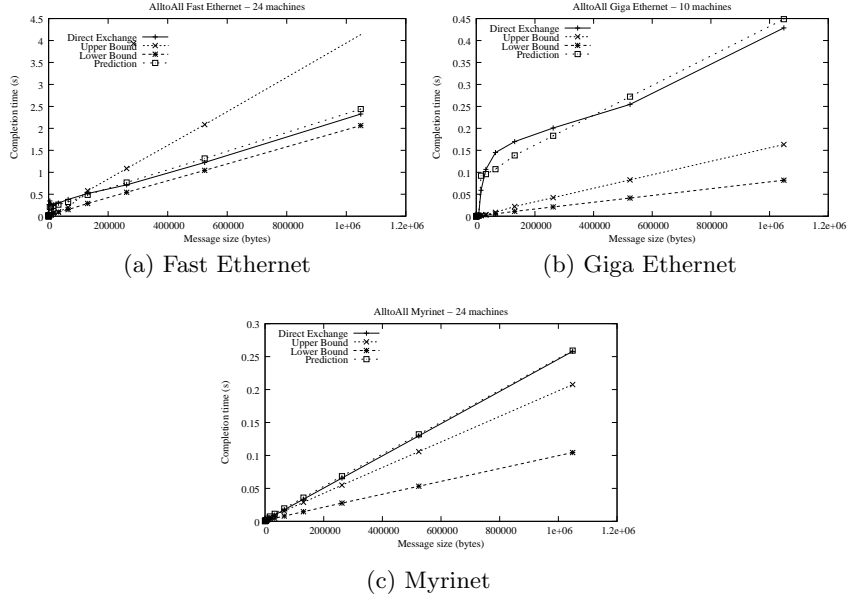 AlltoAll Fast Ethernet – 24 machines
4.5
4
3.5
3
2.5
2
1.5
1
0.5
0
Completion time (s)
Direct Exchange
Upper Bound
Lower Bound
Prediction
0 200000 400000 600000 800000 1e+06 1.2e+06
Message size (bytes)
(a) Fast Ethernet
AlltoAll Giga Ethernet – 10 machines
0.45
0.4
0.35
0.3
0.25
0.2
0.15
0.1
0.05
0
Completion time (s)
Direct Exchange
Upper Bound
Lower Bound
Prediction
0 200000 400000 600000 800000 1e+06 1.2e+06
Message size (bytes)
(b) Giga Ethernet
AlltoAll Myrinet – 24 machines
0.3
0.25
0.2
0.15
0.1
0.05
0
Completion time (s)
Direct Exchange
Upper Bound
Lower Bound
Prediction
0 200000 400000 600000 800000 1e+06 1.2e+06
Message size (bytes)
(c) Myrinet